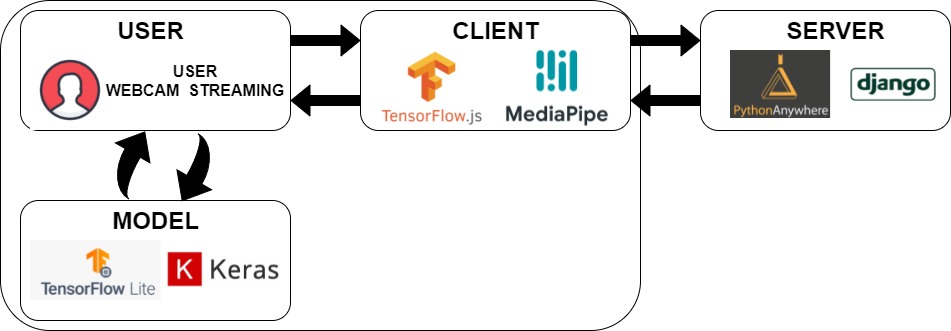 USER
USER
WEBCAM STREAMING
CLIENT
TensorFlow.js
MediaPipe
SERVER
PythonAnywhere
django
MODEL
TensorFlow Lite
K Keras